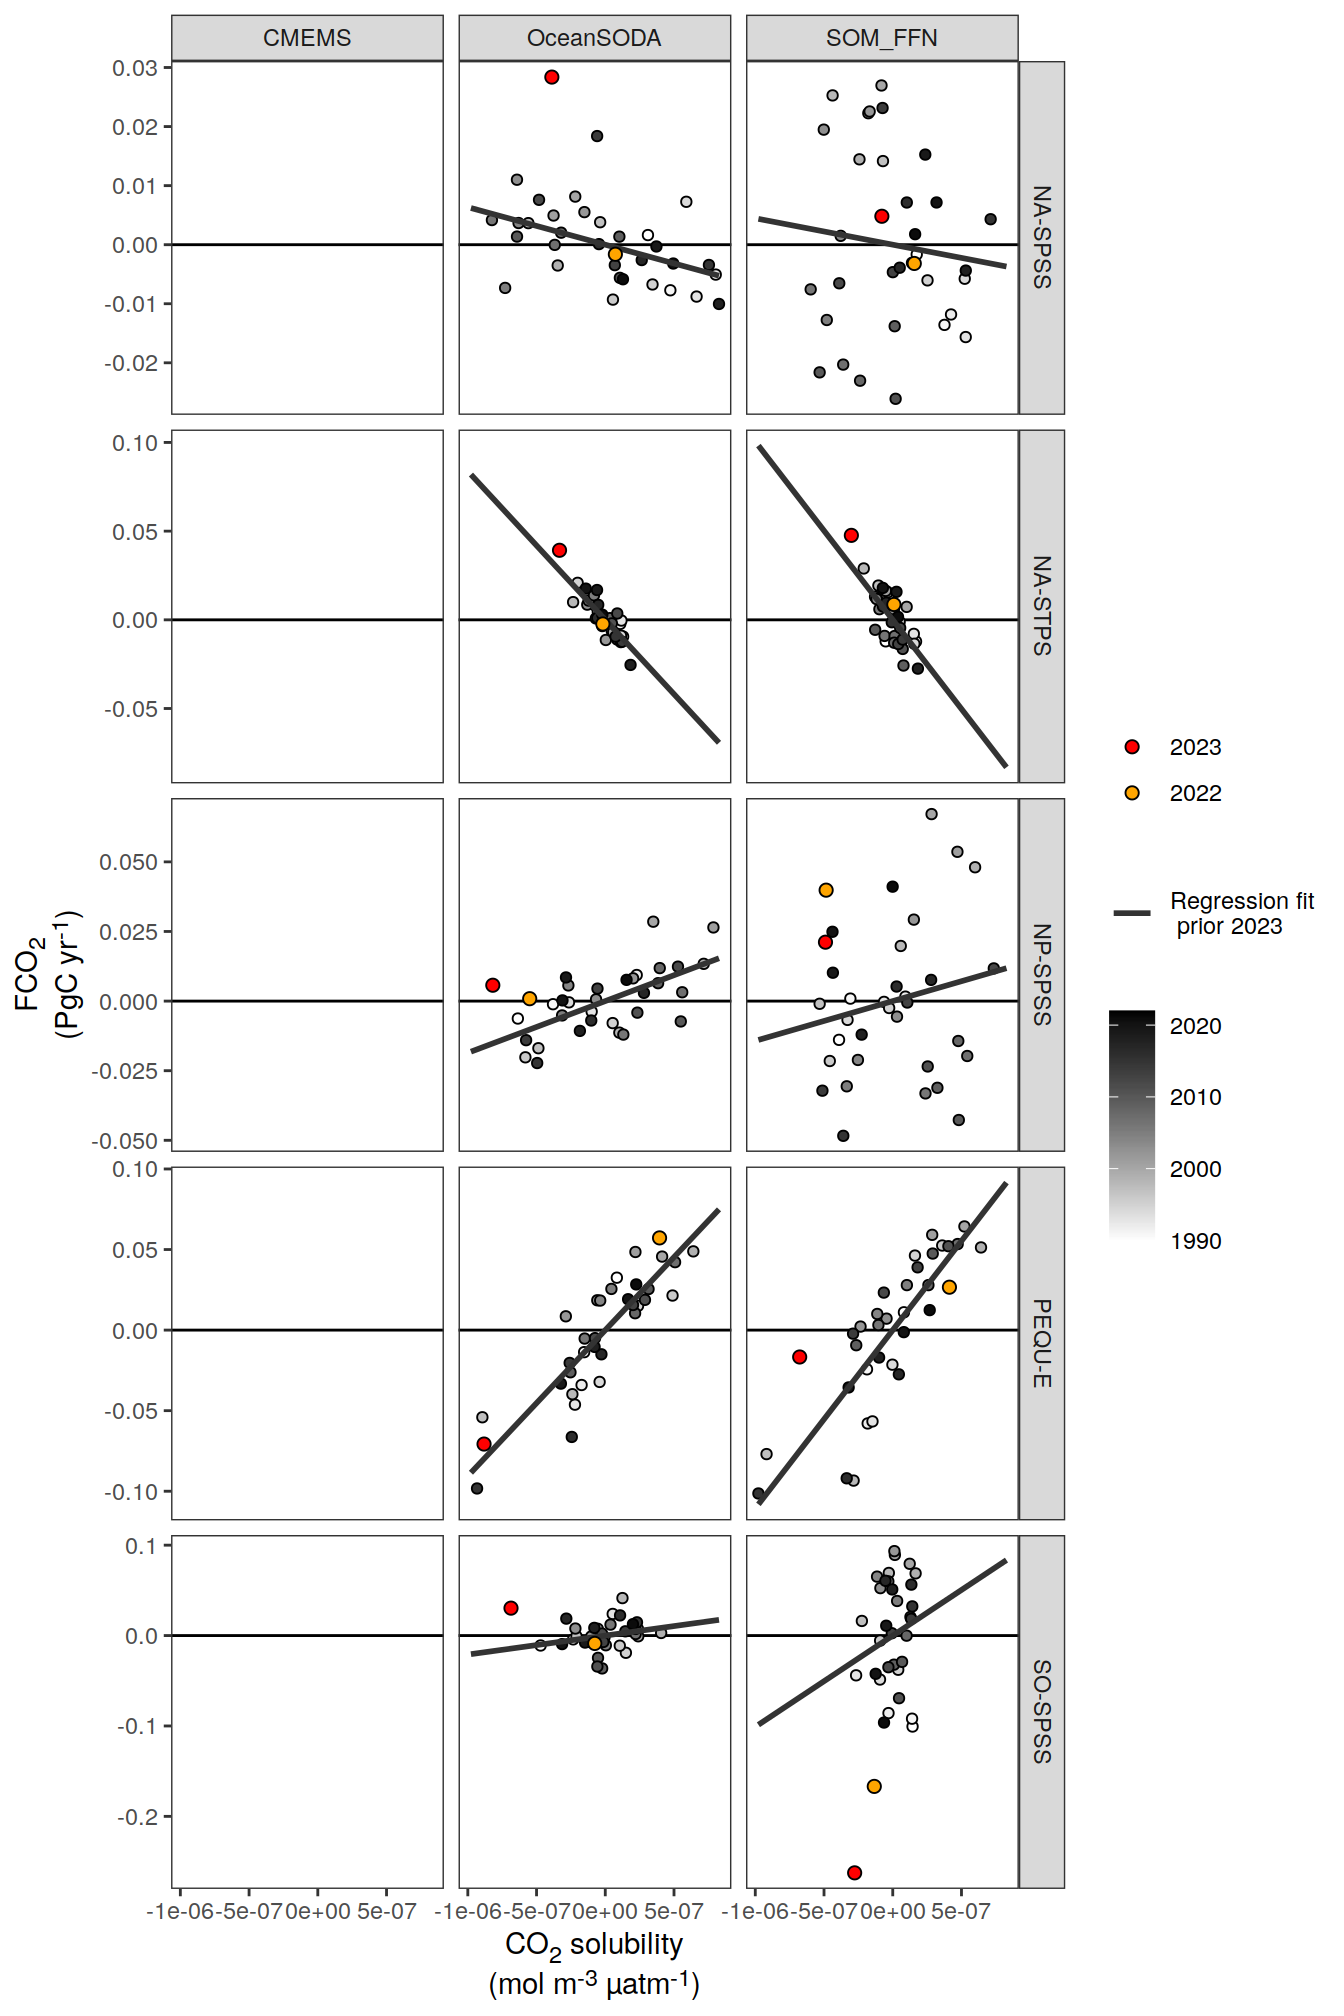 CMEMS OceanSODA SOM_FFN
0.03
0.02
0.01
0.00
-0.01
-0.02
NA-SPSS
0.10
0.05
0.00
-0.05
NA-STPS
0.050
0.025
0.000
-0.025
-0.050
NP-SPSS
0.10
0.05
0.00
-0.05
-0.10
PEQU-E
0.1
0.0
-0.1
-0.2
SO-SPSS
FCO₂
(PgC yr⁻¹)
-1e-06 -5e-07 0e+00 5e-07 -1e-06 -5e-07 0e+00 5e-07 -1e-06 -5e-07 0e+00 5e-07
CO₂ solubility
(mol m⁻³ µatm⁻¹)
2023
2022
Regression fit
prior 2023
2020
2010
2000
1990